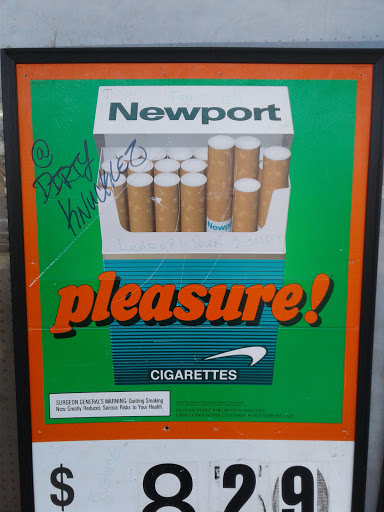 Newport
@
DIRTY
KNUCKLEZ
Newport
pleasure!
CIGARETTES
SURGEON GENERAL'S WARNING: Quitting Smoking
Now Greatly Reduces Serious Risks to Your Health.
$ 8 29